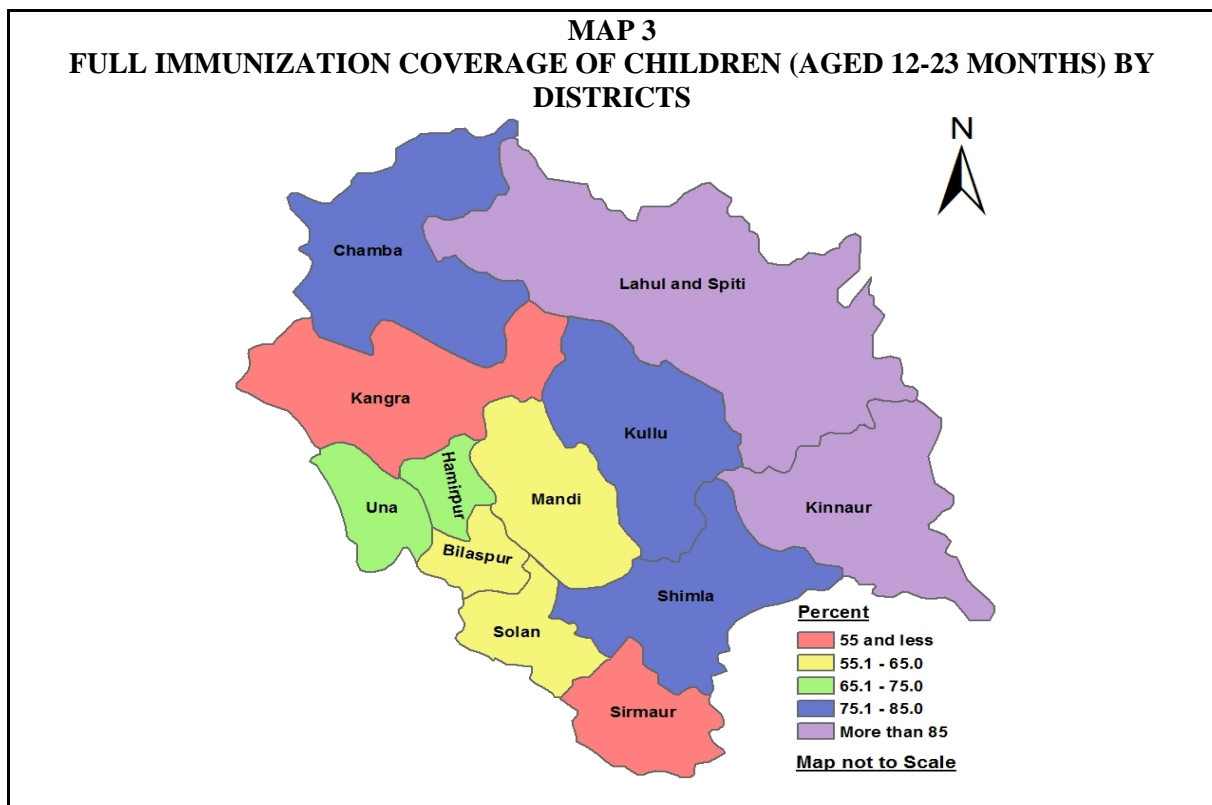 MAP 3
FULL IMMUNIZATION COVERAGE OF CHILDREN (AGED 12-23 MONTHS) BY
DISTRICTS
N
Chamba
Lahul and Spiti
Kangra
Kullu
Hamirpur
Una
Mandi
Kinnaur
Bilaspur
Shimla
Solan
Sirmaur
Percent
55 and less
55.1 - 65.0
65.1 - 75.0
75.1 - 85.0
More than 85
Map not to Scale